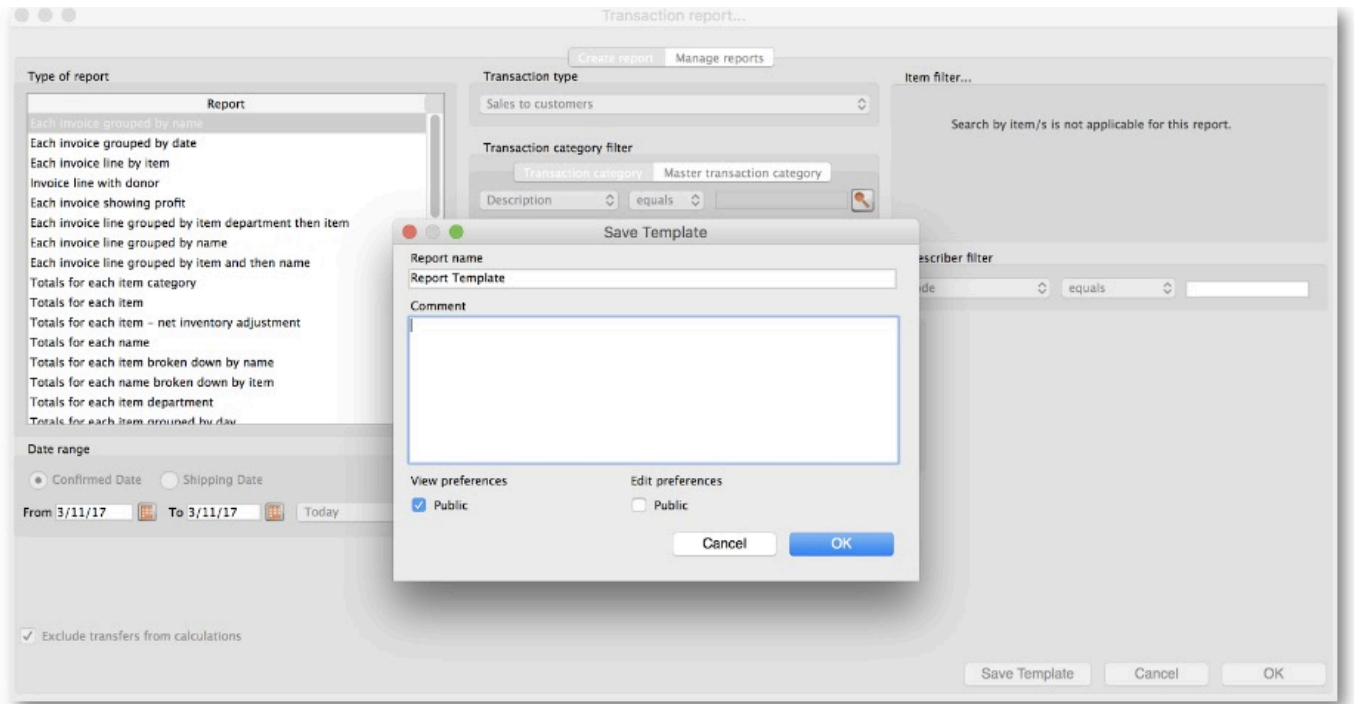 Transaction report...
Create report Manage reports
Type of report
Report
Each invoice grouped by name
Each invoice grouped by date
Each invoice line by item
Invoice line with donor
Each invoice showing profit
Each invoice line grouped by item department then item
Each invoice line grouped by name
Each invoice line grouped by item and then name
Totals for each item category
Totals for each item
Totals for each item - net inventory adjustment
Totals for each name
Totals for each item broken down by name
Totals for each name broken down by item
Totals for each item department
Totals for each item grouped by day
Date range
Confirmed Date Shipping Date
From 3/11/17 To 3/11/17 Today
Exclude transfers from calculations
Transaction type
Sales to customers
Transaction category filter
Transaction category Master transaction category
Description equals
Item filter...
Search by item/s is not applicable for this report.
escriber filter
de equals
Save Template
Report name
Report Template
Comment
View preferences Edit preferences
Public Public
Cancel OK
Save Template Cancel OK